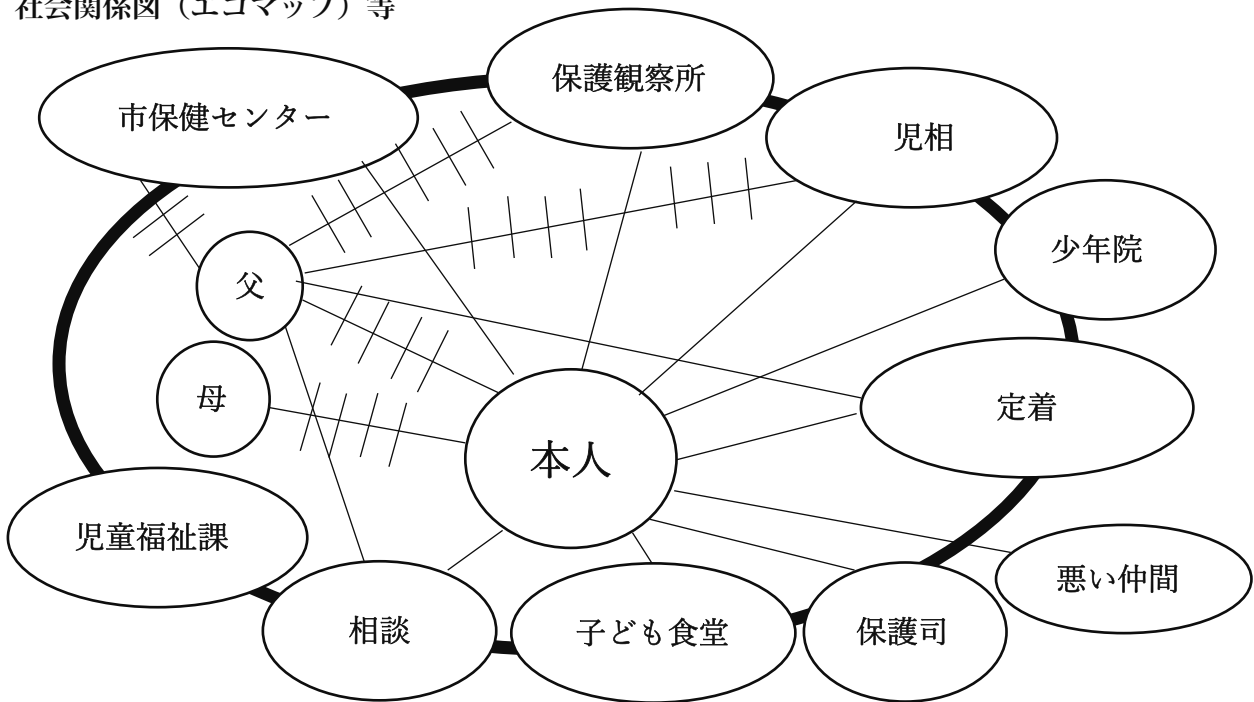 社会関係図（エコマップ）等
保護観察所
市保健センター
児相
少年院
父
母
定着
本人
児童福祉課
悪い仲間
相談
子ども食堂
保護司